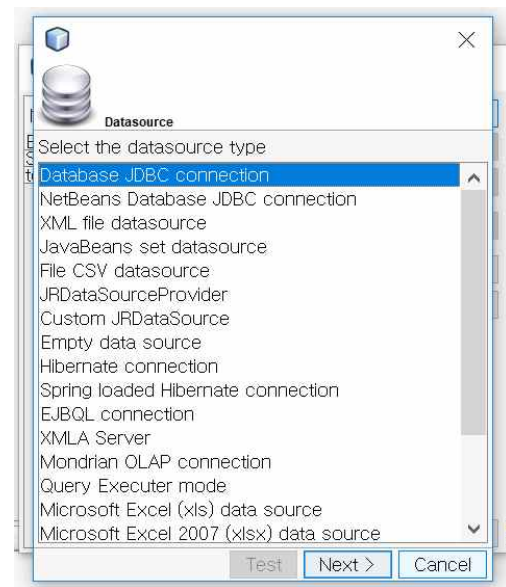 Datasource
Select the datasource type
Database JDBC connection
NetBeans Database JDBC connection
XML file datasource
JavaBeans set datasource
File CSV datasource
JRDataSourceProvider
Custom JRDataSource
Empty data source
Hibernate connection
Spring loaded Hibernate connection
EJBQL connection
XMLA Server
Mondrian OLAP connection
Query Executer mode
Microsoft Excel (xls) data source
Microsoft Excel 2007 (xlsx) data source
Test Next > Cancel